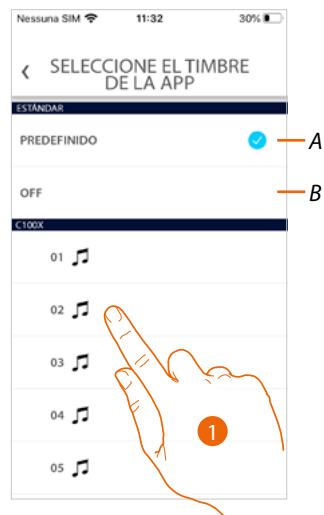 Nessuna SIM 11:32 30%
SELECCIONE EL TIMBRE
DE LA APP
ESTÁNDAR
PREDEFINIDO
A
OFF
B
C100X
01
02
03
04
05
1